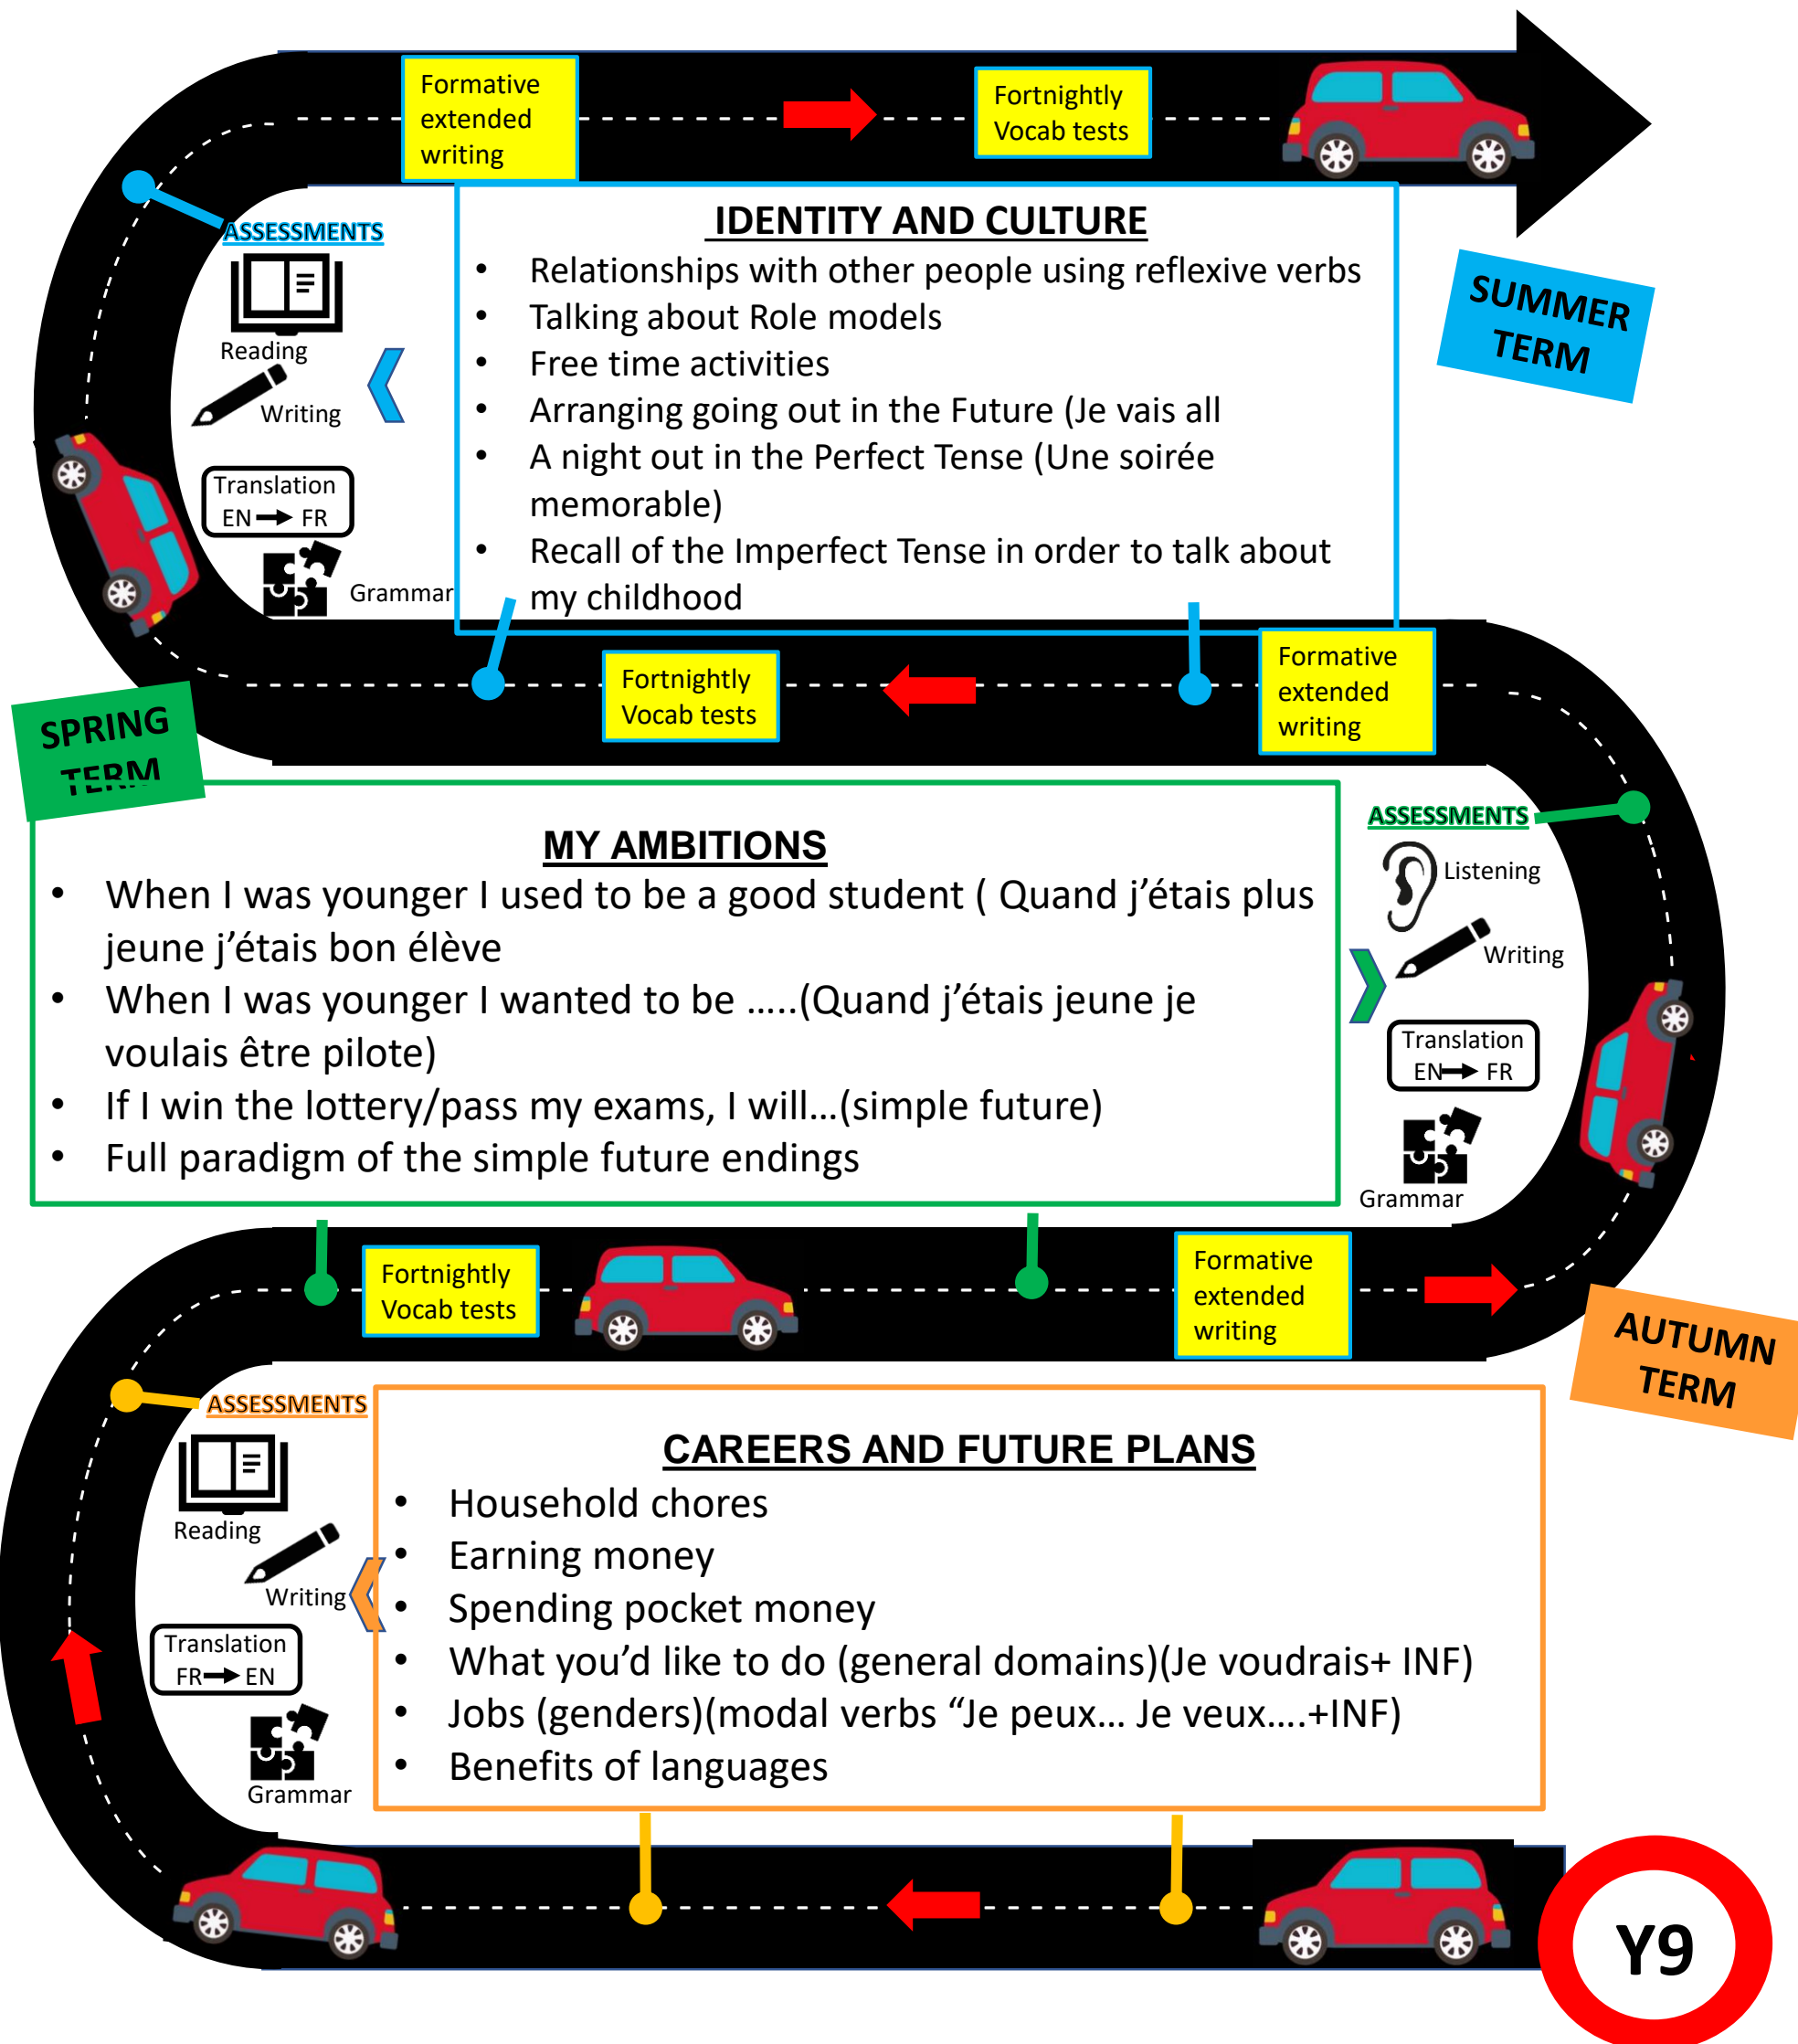 Formative
extended
writing
Fortnightly
Vocab tests
ASSESSMENTS
Reading
Writing
Translation
EN FR
Grammar
IDENTITY AND CULTURE
• Relationships with other people using reflexive verbs
• Talking about Role models
• Free time activities
• Arranging going out in the Future (Je vais all
• A night out in the Perfect Tense (Une soirée
memorable)
• Recall of the Imperfect Tense in order to talk about
my childhood
SUMMER
TERM
Fortnightly
Vocab tests
Formative
extended
writing
SPRING
TERM
MY AMBITIONS
• When I was younger I used to be a good student ( Quand j’étais plus
jeune j’étais bon élève
• When I was younger I wanted to be …..(Quand j’étais jeune je
voulais être pilote)
• If I win the lottery/pass my exams, I will…(simple future)
• Full paradigm of the simple future endings
ASSESSMENTS
Listening
Writing
Translation
EN FR
Grammar
Fortnightly
Vocab tests
Formative
extended
writing
AUTUMN
TERM
ASSESSMENTS
Reading
Writing
Translation
FR EN
Grammar
CAREERS AND FUTURE PLANS
• Household chores
• Earning money
• Spending pocket money
• What you’d like to do (general domains)(Je voudrais+ INF)
• Jobs (genders)(modal verbs “Je peux… Je veux….+INF)
• Benefits of languages
Y9